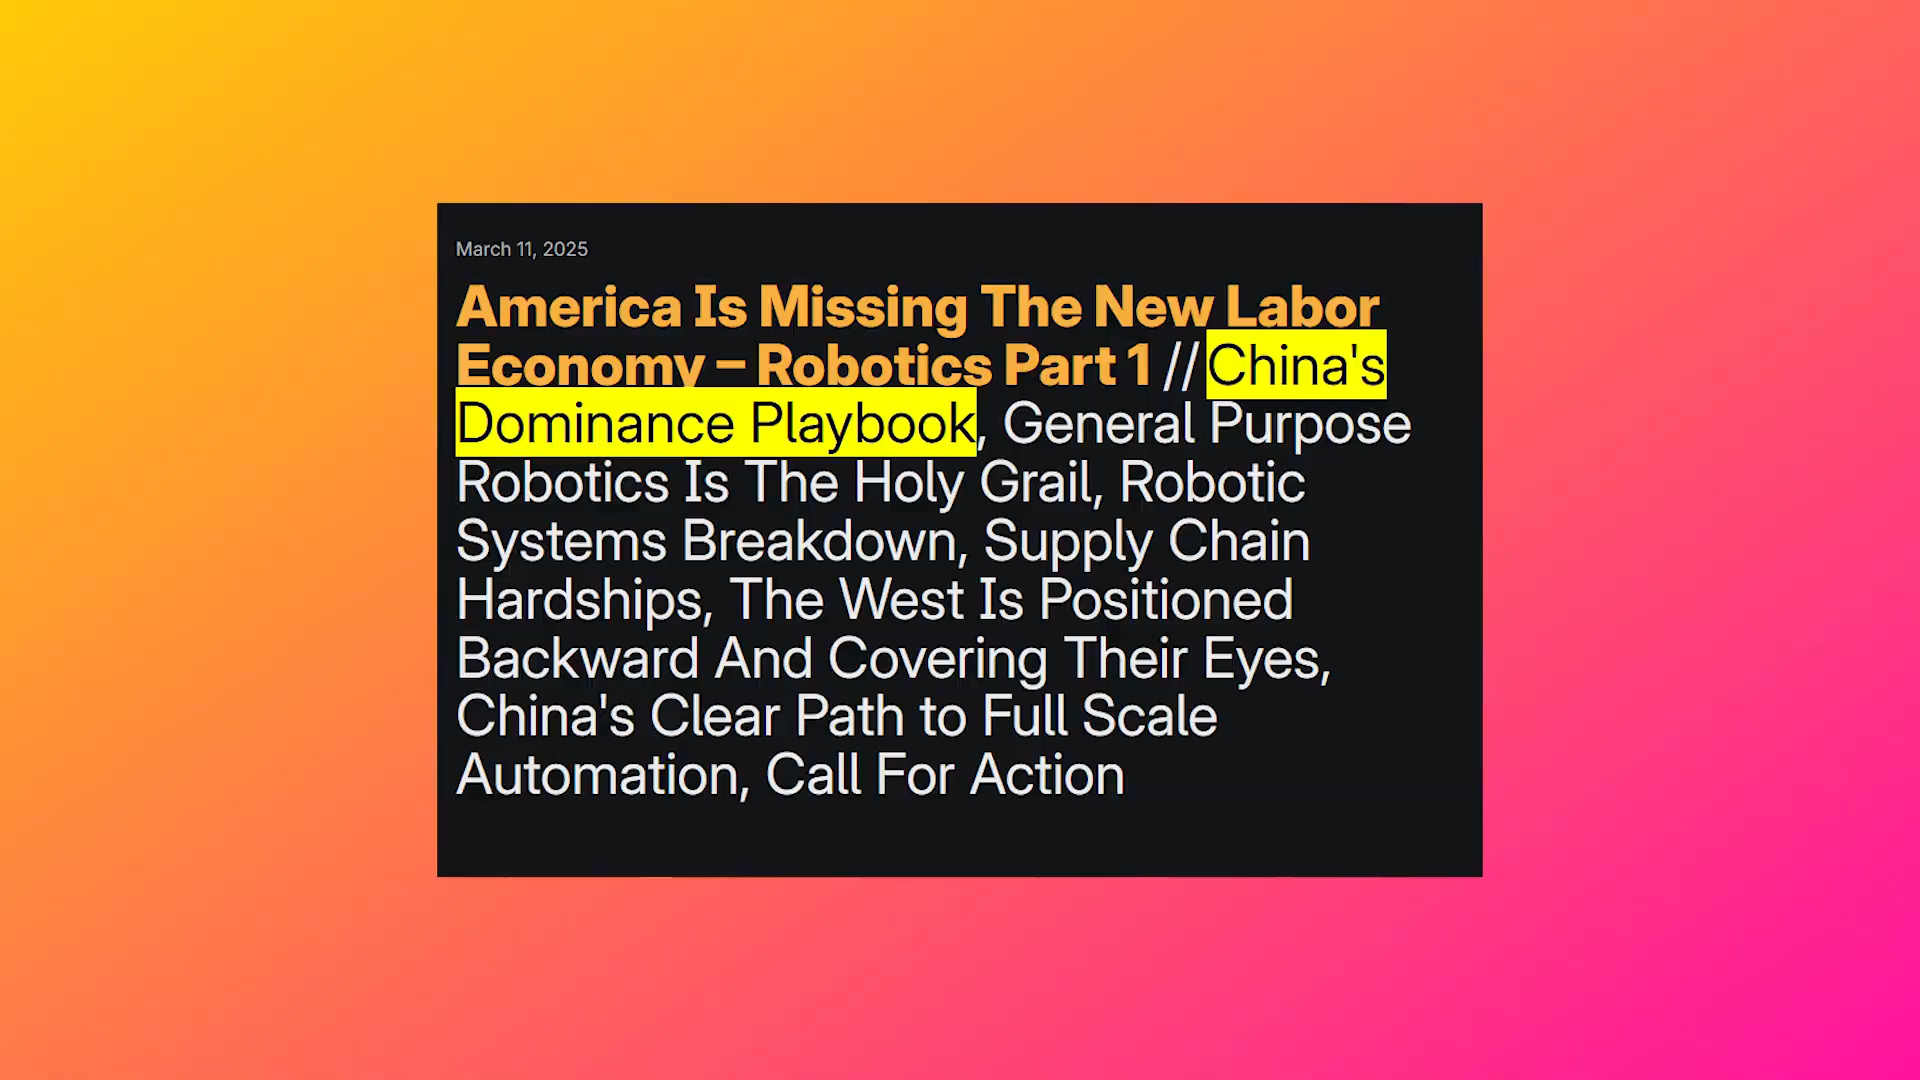 March 11, 2025
America Is Missing The New Labor
Economy – Robotics Part 1 // China's
Dominance Playbook, General Purpose
Robotics Is The Holy Grail, Robotic
Systems Breakdown, Supply Chain
Hardships, The West Is Positioned
Backward And Covering Their Eyes,
China's Clear Path to Full Scale
Automation, Call For Action